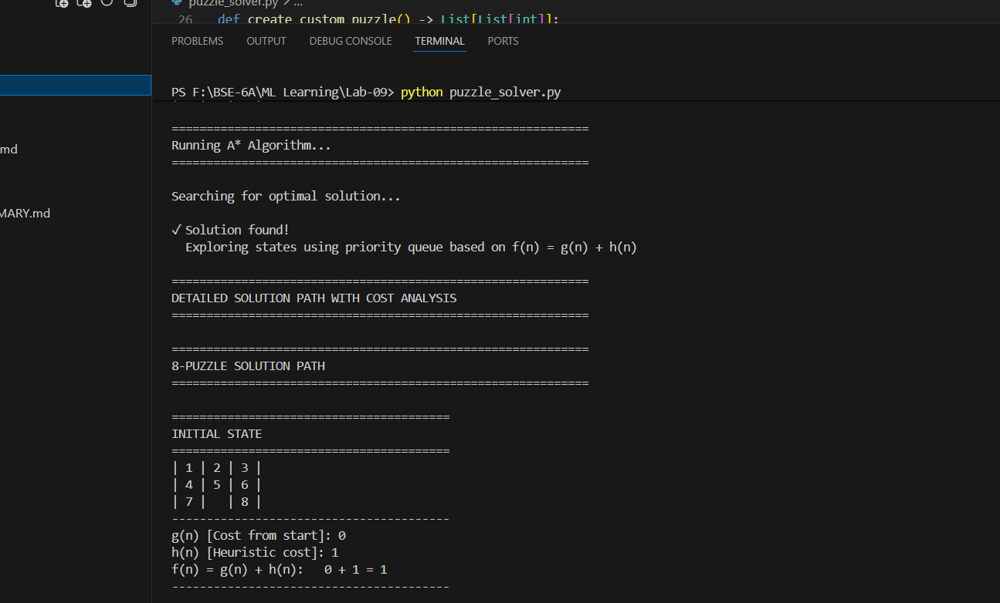 puzzle_solver.py > ...
26 def create_custom_puzzle() -> List[List[int]]:
PROBLEMS OUTPUT DEBUG CONSOLE TERMINAL PORTS
PS F:\BSE-6A\ML Learning\Lab-09> python puzzle_solver.py
md
MARY.md
============================================================
Running A* Algorithm...
============================================================
Searching for optimal solution...
✓ Solution found!
Exploring states using priority queue based on f(n) = g(n) + h(n)
============================================================
DETAILED SOLUTION PATH WITH COST ANALYSIS
============================================================
============================================================
8-PUZZLE SOLUTION PATH
============================================================
========================================
INITIAL STATE
========================================
| 1 | 2 | 3 |
| 4 | 5 | 6 |
| 7 |   | 8 |
----------------------------------------
g(n) [Cost from start]: 0
h(n) [Heuristic cost]: 1
f(n) = g(n) + h(n):   0 + 1 = 1
----------------------------------------